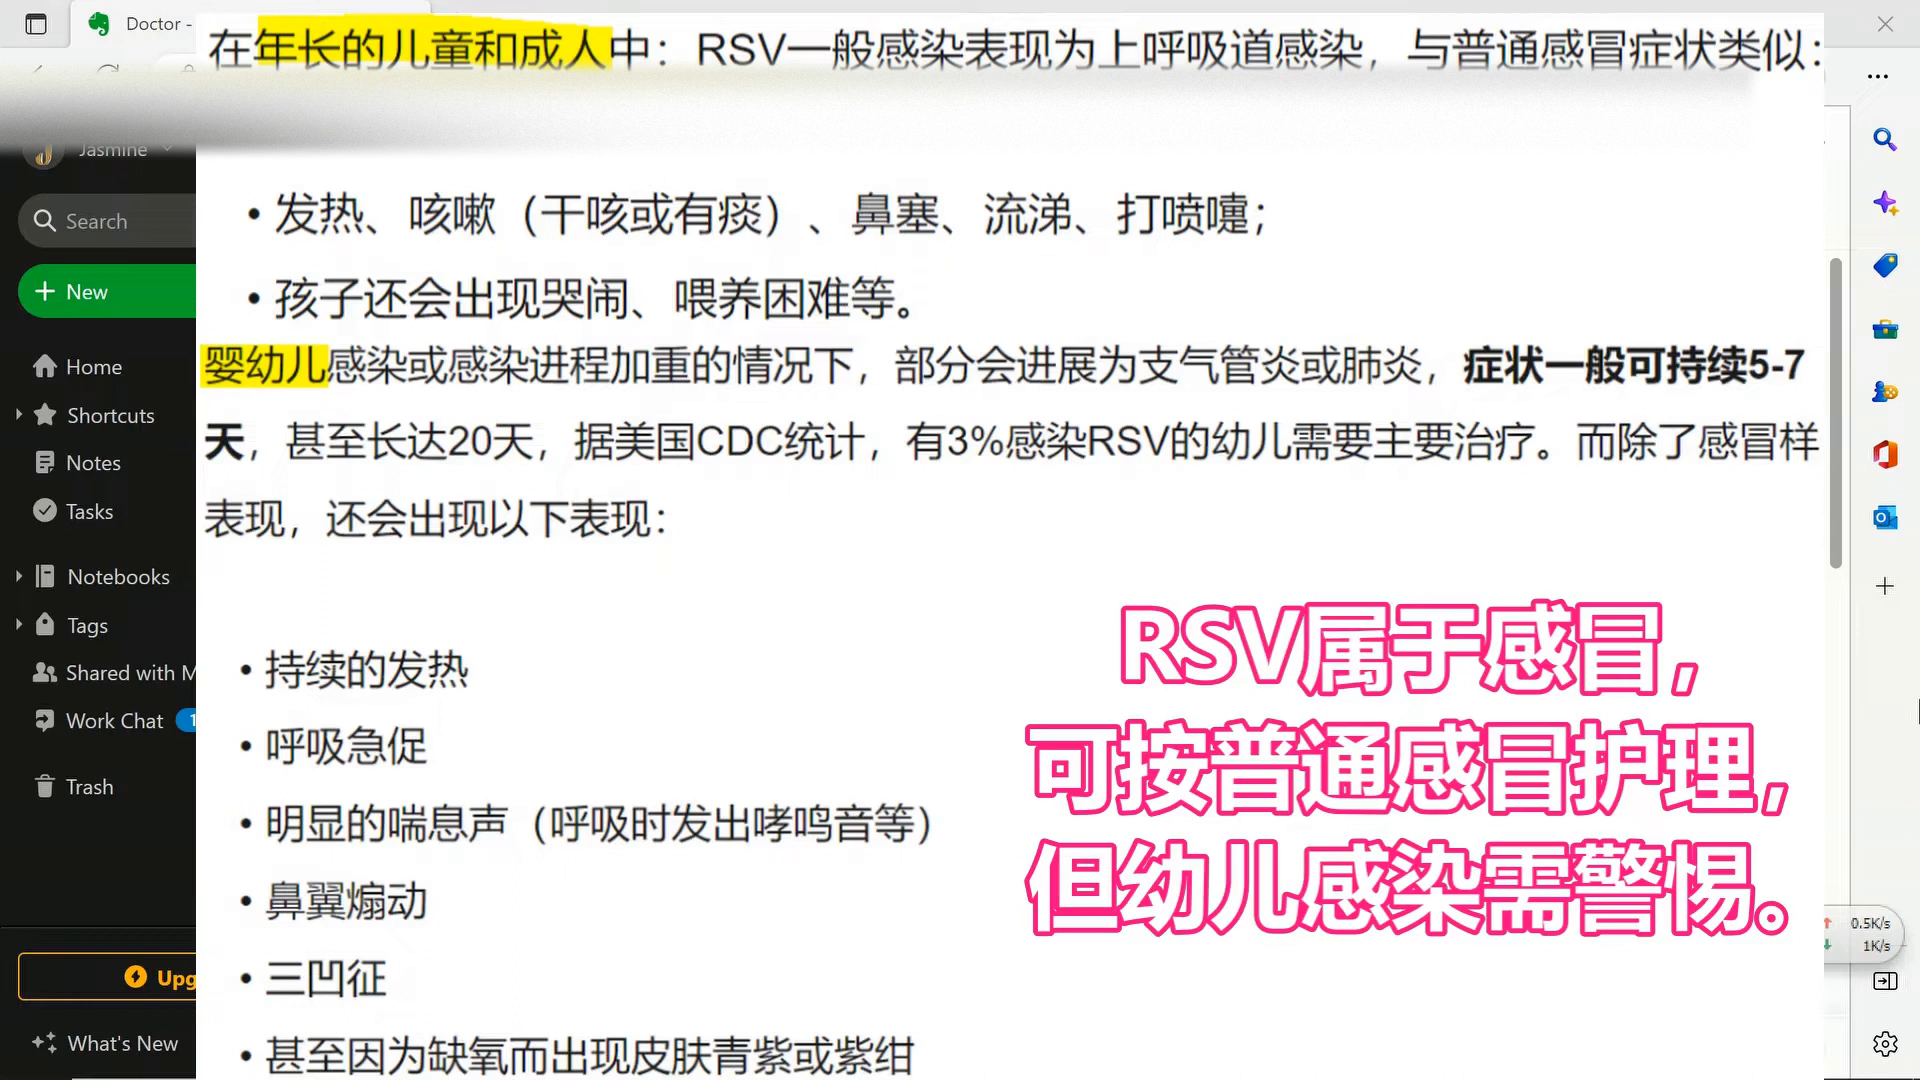 Doctor -
在年长的儿童和成人中：RSV一般感染表现为上呼吸道感染，与普通感冒症状类似：
Jasmine
• 发热、咳嗽（干咳或有痰）、鼻塞、流涕、打喷嚏；
Search
• 孩子还会出现哭闹、喂养困难等。
New
婴幼儿感染或感染进程加重的情况下，部分会进展为支气管炎或肺炎，症状一般可持续5-7
天，甚至长达20天，据美国CDC统计，有3%感染RSV的幼儿需要主要治疗。而除了感冒样
表现，还会出现以下表现：
Home
Shortcuts
Notes
Tasks
Notebooks
Tags
Shared with M
Work Chat 1
Trash
Upg
What's New
• 持续的发热
• 呼吸急促
• 明显的喘息声（呼吸时发出哮鸣音等）
• 鼻翼煽动
• 三凹征
• 甚至因为缺氧而出现皮肤青紫或紫绀
RSV属于感冒，
可按普通感冒护理，
但幼儿感染需警惕。
0.5K/s
1K/s